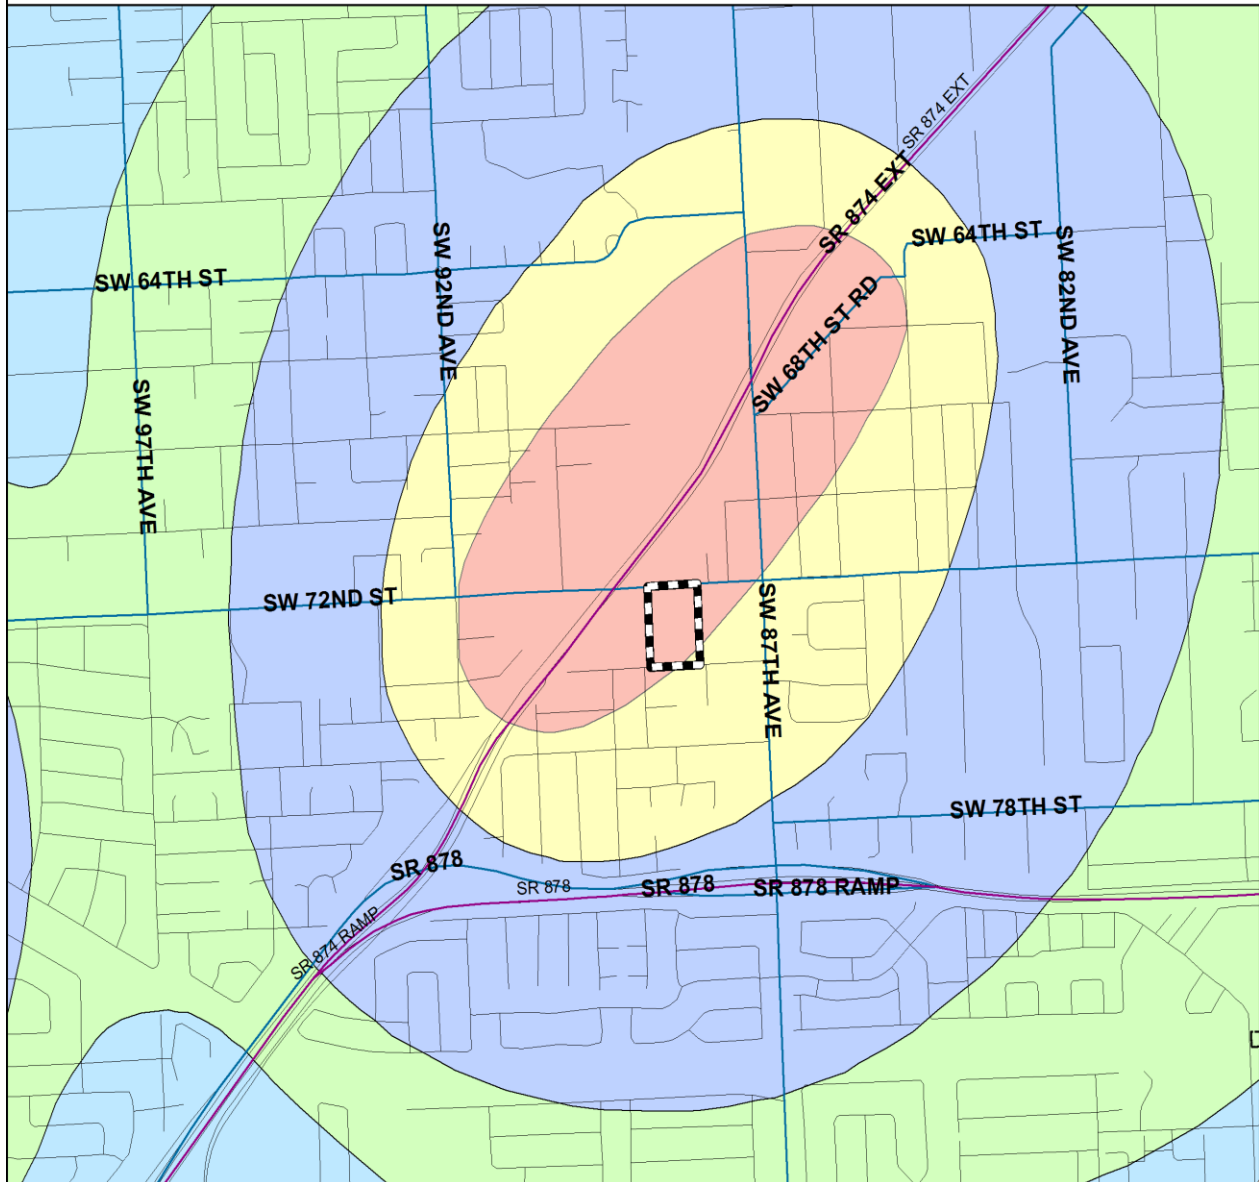 SR 874 EXT
SR 874 EXT
SW 64TH ST
SW 64TH ST
SW 92ND AVE
SW 82ND AVE
SW 68TH ST RD
SW 97TH AVE
SW 72ND ST
SW 87TH AVE
SW 78TH ST
SR 878
SR 878
SR 878
SR 878 RAMP
SR 874 RAMP